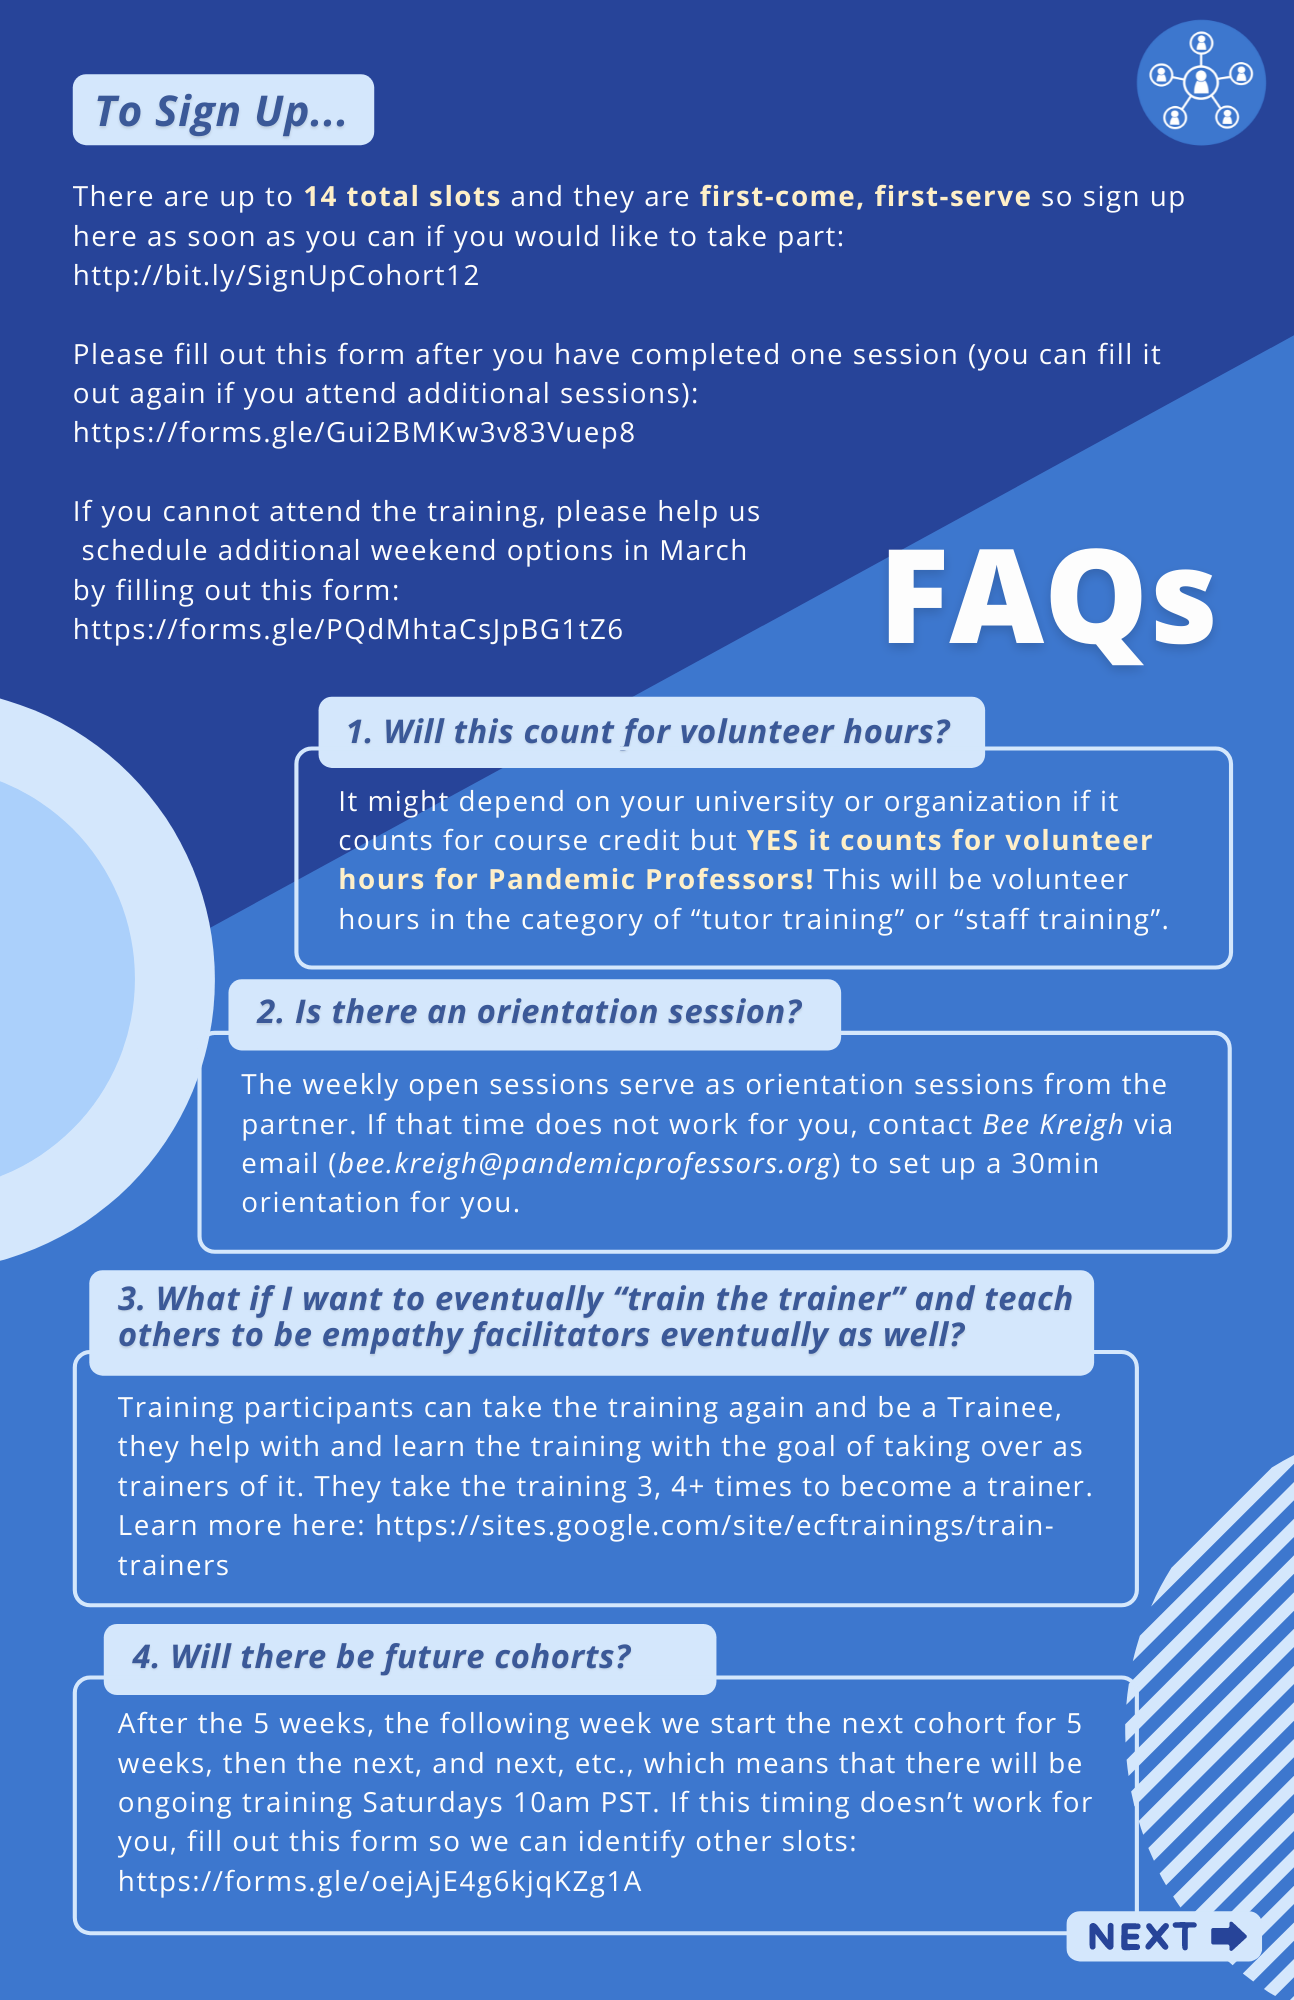 To Sign Up...
There are up to 14 total slots and they are first-come, first-serve so sign up
here as soon as you can if you would like to take part:
http://bit.ly/SignUpCohort12
Please fill out this form after you have completed one session (you can fill it
out again if you attend additional sessions):
https://forms.gle/Gui2BMKw3v83Vuep8
If you cannot attend the training, please help us
schedule additional weekend options in March
by filling out this form:
https://forms.gle/PQdMhtaCsJpBG1tZ6
FAQs
1. Will this count for volunteer hours?
It might depend on your university or organization if it
counts for course credit but YES it counts for volunteer
hours for Pandemic Professors! This will be volunteer
hours in the category of “tutor training” or “staff training”.
2. Is there an orientation session?
The weekly open sessions serve as orientation sessions from the
partner. If that time does not work for you, contact Bee Kreigh via
email (bee.kreigh@pandemicprofessors.org) to set up a 30min
orientation for you.
3. What if I want to eventually “train the trainer” and teach
others to be empathy facilitators eventually as well?
Training participants can take the training again and be a Trainee,
they help with and learn the training with the goal of taking over as
trainers of it. They take the training 3, 4+ times to become a trainer.
Learn more here: https://sites.google.com/site/ecftrainings/train-
trainers
4. Will there be future cohorts?
After the 5 weeks, the following week we start the next cohort for 5
weeks, then the next, and next, etc., which means that there will be
ongoing training Saturdays 10am PST. If this timing doesn’t work for
you, fill out this form so we can identify other slots:
https://forms.gle/oejAjE4g6kjqKZg1A
NEXT